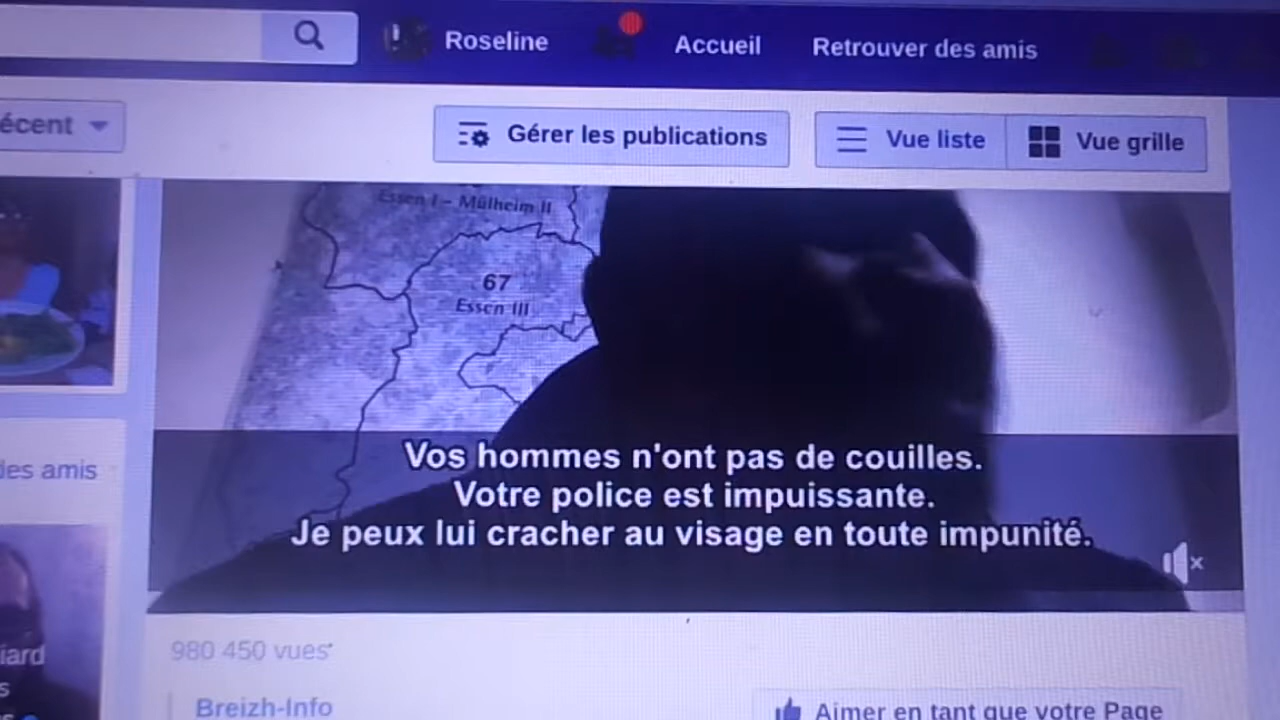 Roseline
Accueil
Retrouver des amis
écent
Gérer les publications
Vue liste
Vue grille
Essen I – Mülheim II
67
Essen III
Vos hommes n'ont pas de couilles.
Votre police est impuissante.
Je peux lui cracher au visage en toute impunité.
des amis
iard
s
980 450 vues
Breizh-Info
Aimer en tant que votre Page